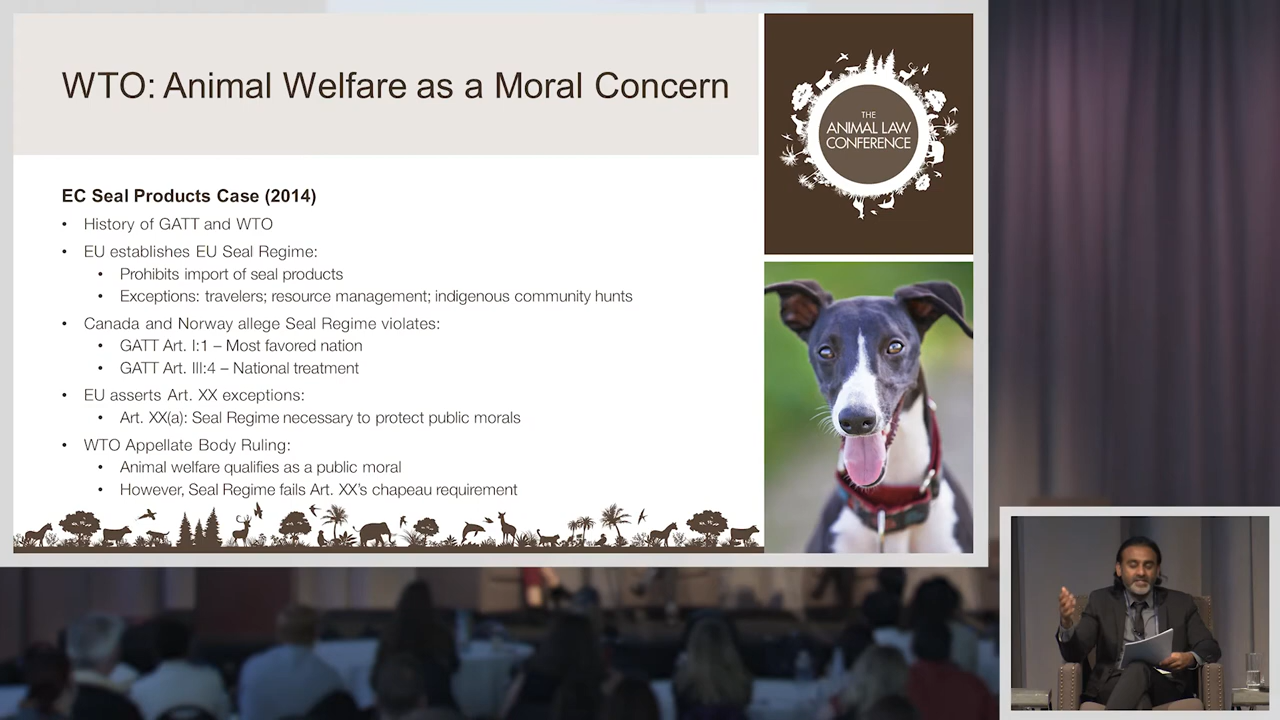 WTO: Animal Welfare as a Moral Concern
THE
ANIMAL LAW
CONFERENCE
EC Seal Products Case (2014)
• History of GATT and WTO
• EU establishes EU Seal Regime:
• Prohibits import of seal products
• Exceptions: travelers; resource management; indigenous community hunts
• Canada and Norway allege Seal Regime violates:
• GATT Art. I:1 – Most favored nation
• GATT Art. III:4 – National treatment
• EU asserts Art. XX exceptions:
• Art. XX(a): Seal Regime necessary to protect public morals
• WTO Appellate Body Ruling:
• Animal welfare qualifies as a public moral
• However, Seal Regime fails Art. XX's chapeau requirement